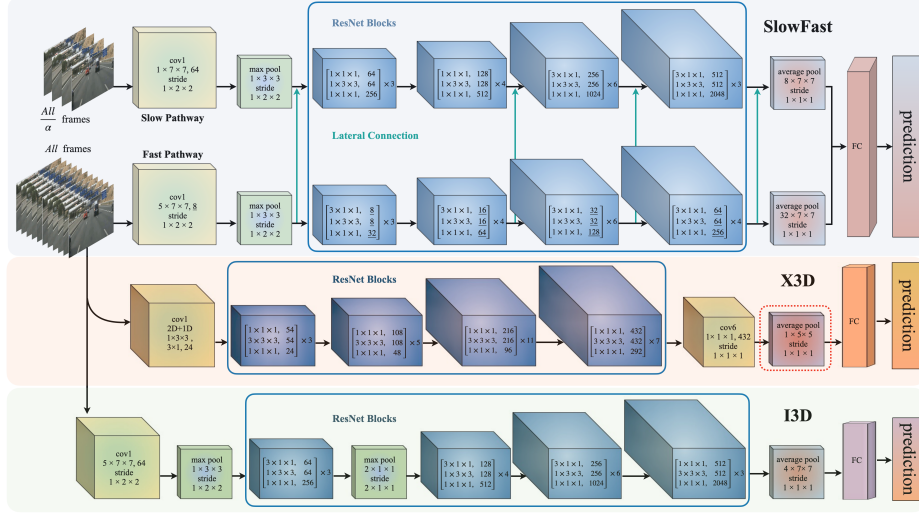 ResNet Blocks
SlowFast
cov1
1 × 7 × 7, 64
stride
1 × 2 × 2
max pool
1 × 3 × 3
stride
1 × 2 × 2
1×1×1, 64
1×3×3, 64
1×1×1, 256
×3
1×1×1, 128
1×3×3, 128
1×1×1, 512
×4
3×1×1, 256
1×3×3, 256
1×1×1, 1024
×6
3×1×1, 512
1×3×3, 512
1×1×1, 2048
×3
average pool
8 × 7 × 7
stride
1 × 1 × 1
All/α frames
Slow Pathway
Lateral Connection
FC
prediction
All frames
Fast Pathway
cov1
5 × 7 × 7, 8
stride
1 × 2 × 2
max pool
1×3×3
stride
1 × 2 × 2
3×1×1, 8
1×3×3, 8
1×1×1, 32
×3
3×1×1, 16
1×3×3, 16
1×1×1, 64
×4
3×1×1, 32
1×3×3, 32
1×1×1, 128
×6
3×1×1, 64
1×3×3, 64
1×1×1, 256
×4
average pool
32 × 7 × 7
stride
1 × 1 × 1
ResNet Blocks
X3D
cov1
2D+1D
1×3×3 ,
3×1, 24
1×1×1, 54
3×3×3, 54
1×1×1, 24
×3
1×1×1, 108
3×3×3, 108
1×1×1, 48
×5
1×1×1, 216
3×3×3, 216
1×1×1, 96
×11
1×1×1, 432
3×3×3, 432
1×1×1, 292
×7
cov6
1× 1 × 1, 432
stride
1 × 1 × 1
average pool
1 × 5× 5
stride
1 × 1 × 1
FC
prediction
ResNet Blocks
I3D
cov1
5 × 7 × 7, 64
stride
1 × 2 × 2
max pool
1 × 3 × 3
stride
1 × 2 × 2
3×1×1, 64
1×3×3, 64
1×1×1, 256
×3
max pool
2×1×1
stride
2×1×1
3×1×1, 128
1×3×3, 128
1×1×1, 512
×4
3×1×1, 256
1×3×3, 256
1×1×1, 1024
×6
1×1×1, 512
3×3×3, 512
1×1×1, 2048
×3
average pool
4 × 7 × 7
stride
1 × 1 × 1
FC
prediction